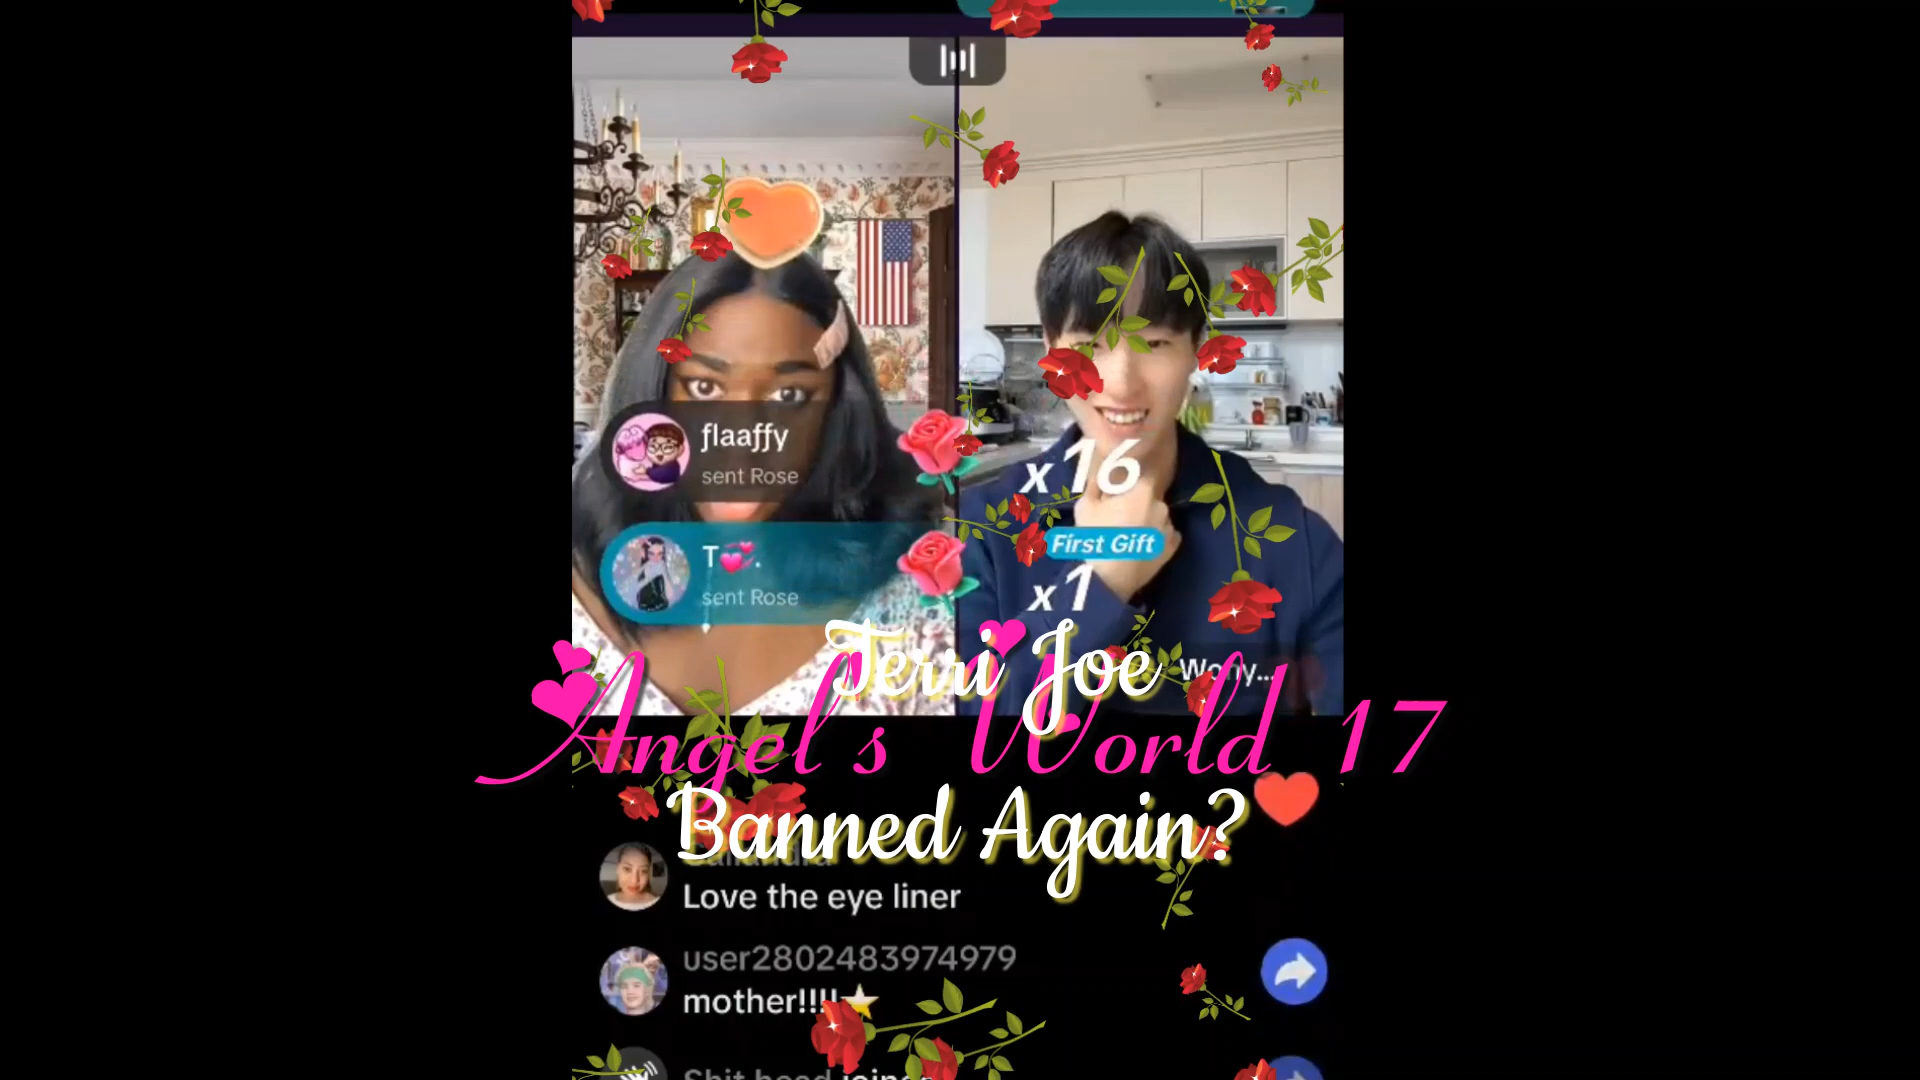 flaaffy
sent Rose
x16
T💞.
sent Rose
First Gift
x1
Terri Joe
Wony...
Angel's World 17
Banned Again?
Love the eye liner
user2802483974979
mother!!!!⭐